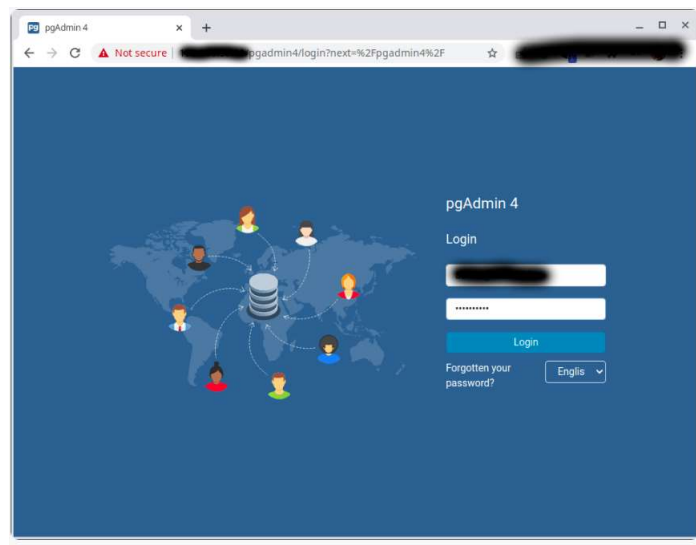 pgAdmin 4
Not secure
pgadmin4/login?next=%2Fpgadmin4%2F
pgAdmin 4
Login
••••••••••
Login
Forgotten your
password?
Englis